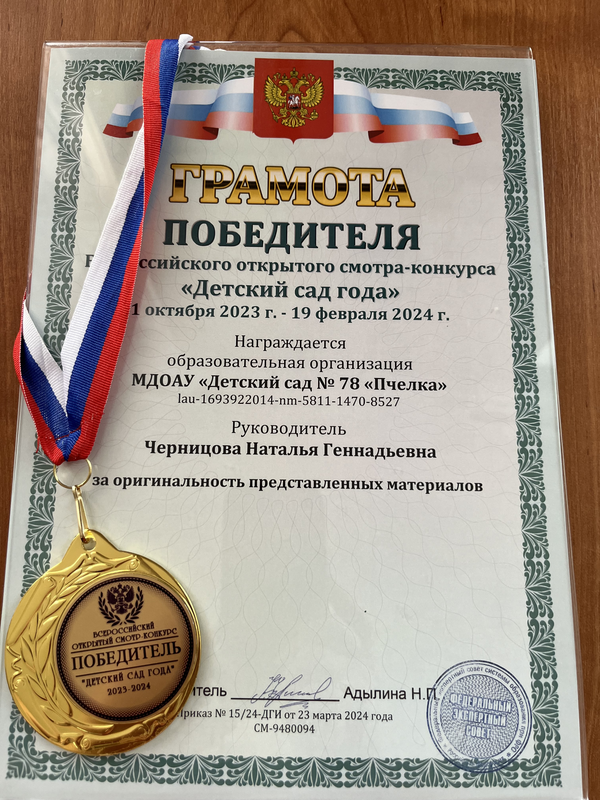 ГРАМОТА
ПОБЕДИТЕЛЯ
российского открытого смотра-конкурса
«Детский сад года»
1 октября 2023 г. - 19 февраля 2024 г.
Награждается
образовательная организация
МДОАУ «Детский сад № 78 «Пчелка»
lau-1693922014-nm-5811-1470-8527
Руководитель
Черницова Наталья Геннадьевна
за оригинальность представленных материалов
Адылина Н.П.
Приказ № 15/24-ДГИ от 23 марта 2024 года
СМ-9480094
ФЕДЕРАЛЬНЫЙ
ЭКСПЕРТНЫЙ
СОВЕТ
ВСЕРОССИЙСКИЙ
ОТКРЫТЫЙ СМОТР-КОНКУРС
ПОБЕДИТЕЛЬ
"ДЕТСКИЙ САД ГОДА"
2023-2024